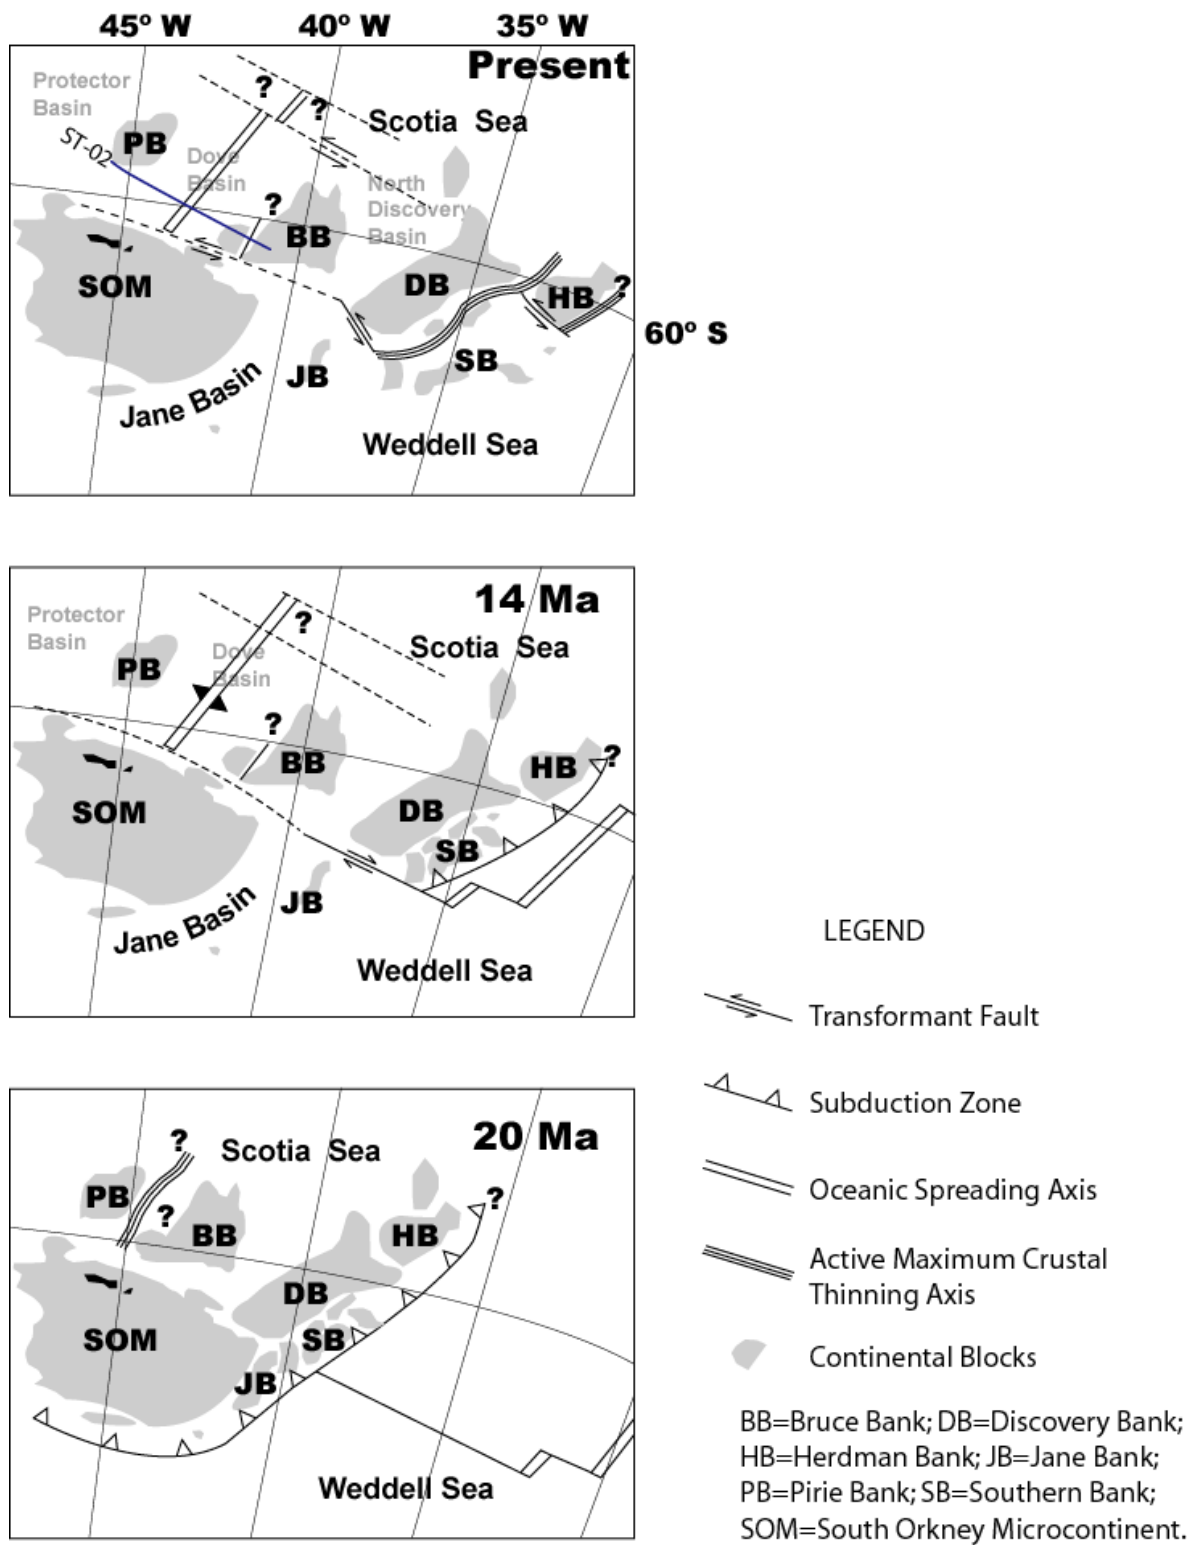 45º W 40º W 35º W
Present
Protector
Basin
?
?
Scotia Sea
ST-02
PB
Dove
Basin
North
Discovery
Basin
?
BB
SOM
DB
HB
?
60º S
SB
JB
Jane Basin
Weddell Sea
14 Ma
Protector
Basin
?
Scotia Sea
PB
Dove
Basin
?
BB
HB
?
SOM
DB
SB
JB
Jane Basin
Weddell Sea
20 Ma
?
Scotia Sea
PB
?
BB
HB
?
DB
SOM
SB
JB
Weddell Sea
LEGEND
Transformant Fault
Subduction Zone
Oceanic Spreading Axis
Active Maximum Crustal
Thinning Axis
Continental Blocks
BB=Bruce Bank; DB=Discovery Bank;
HB=Herdman Bank; JB=Jane Bank;
PB=Pirie Bank; SB=Southern Bank;
SOM=South Orkney Microcontinent.